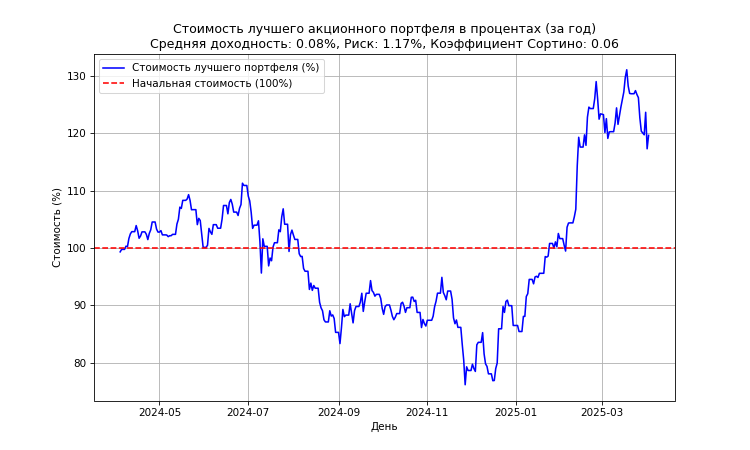 Стоимость лучшего акционного портфеля в процентах (за год)
Средняя доходность: 0.08%, Риск: 1.17%, Коэффициент Сортино: 0.06
Стоимость лучшего портфеля (%)
Начальная стоимость (100%)
Стоимость (%)
130
120
110
100
90
80
2024-05
2024-07
2024-09
2024-11
2025-01
2025-03
День